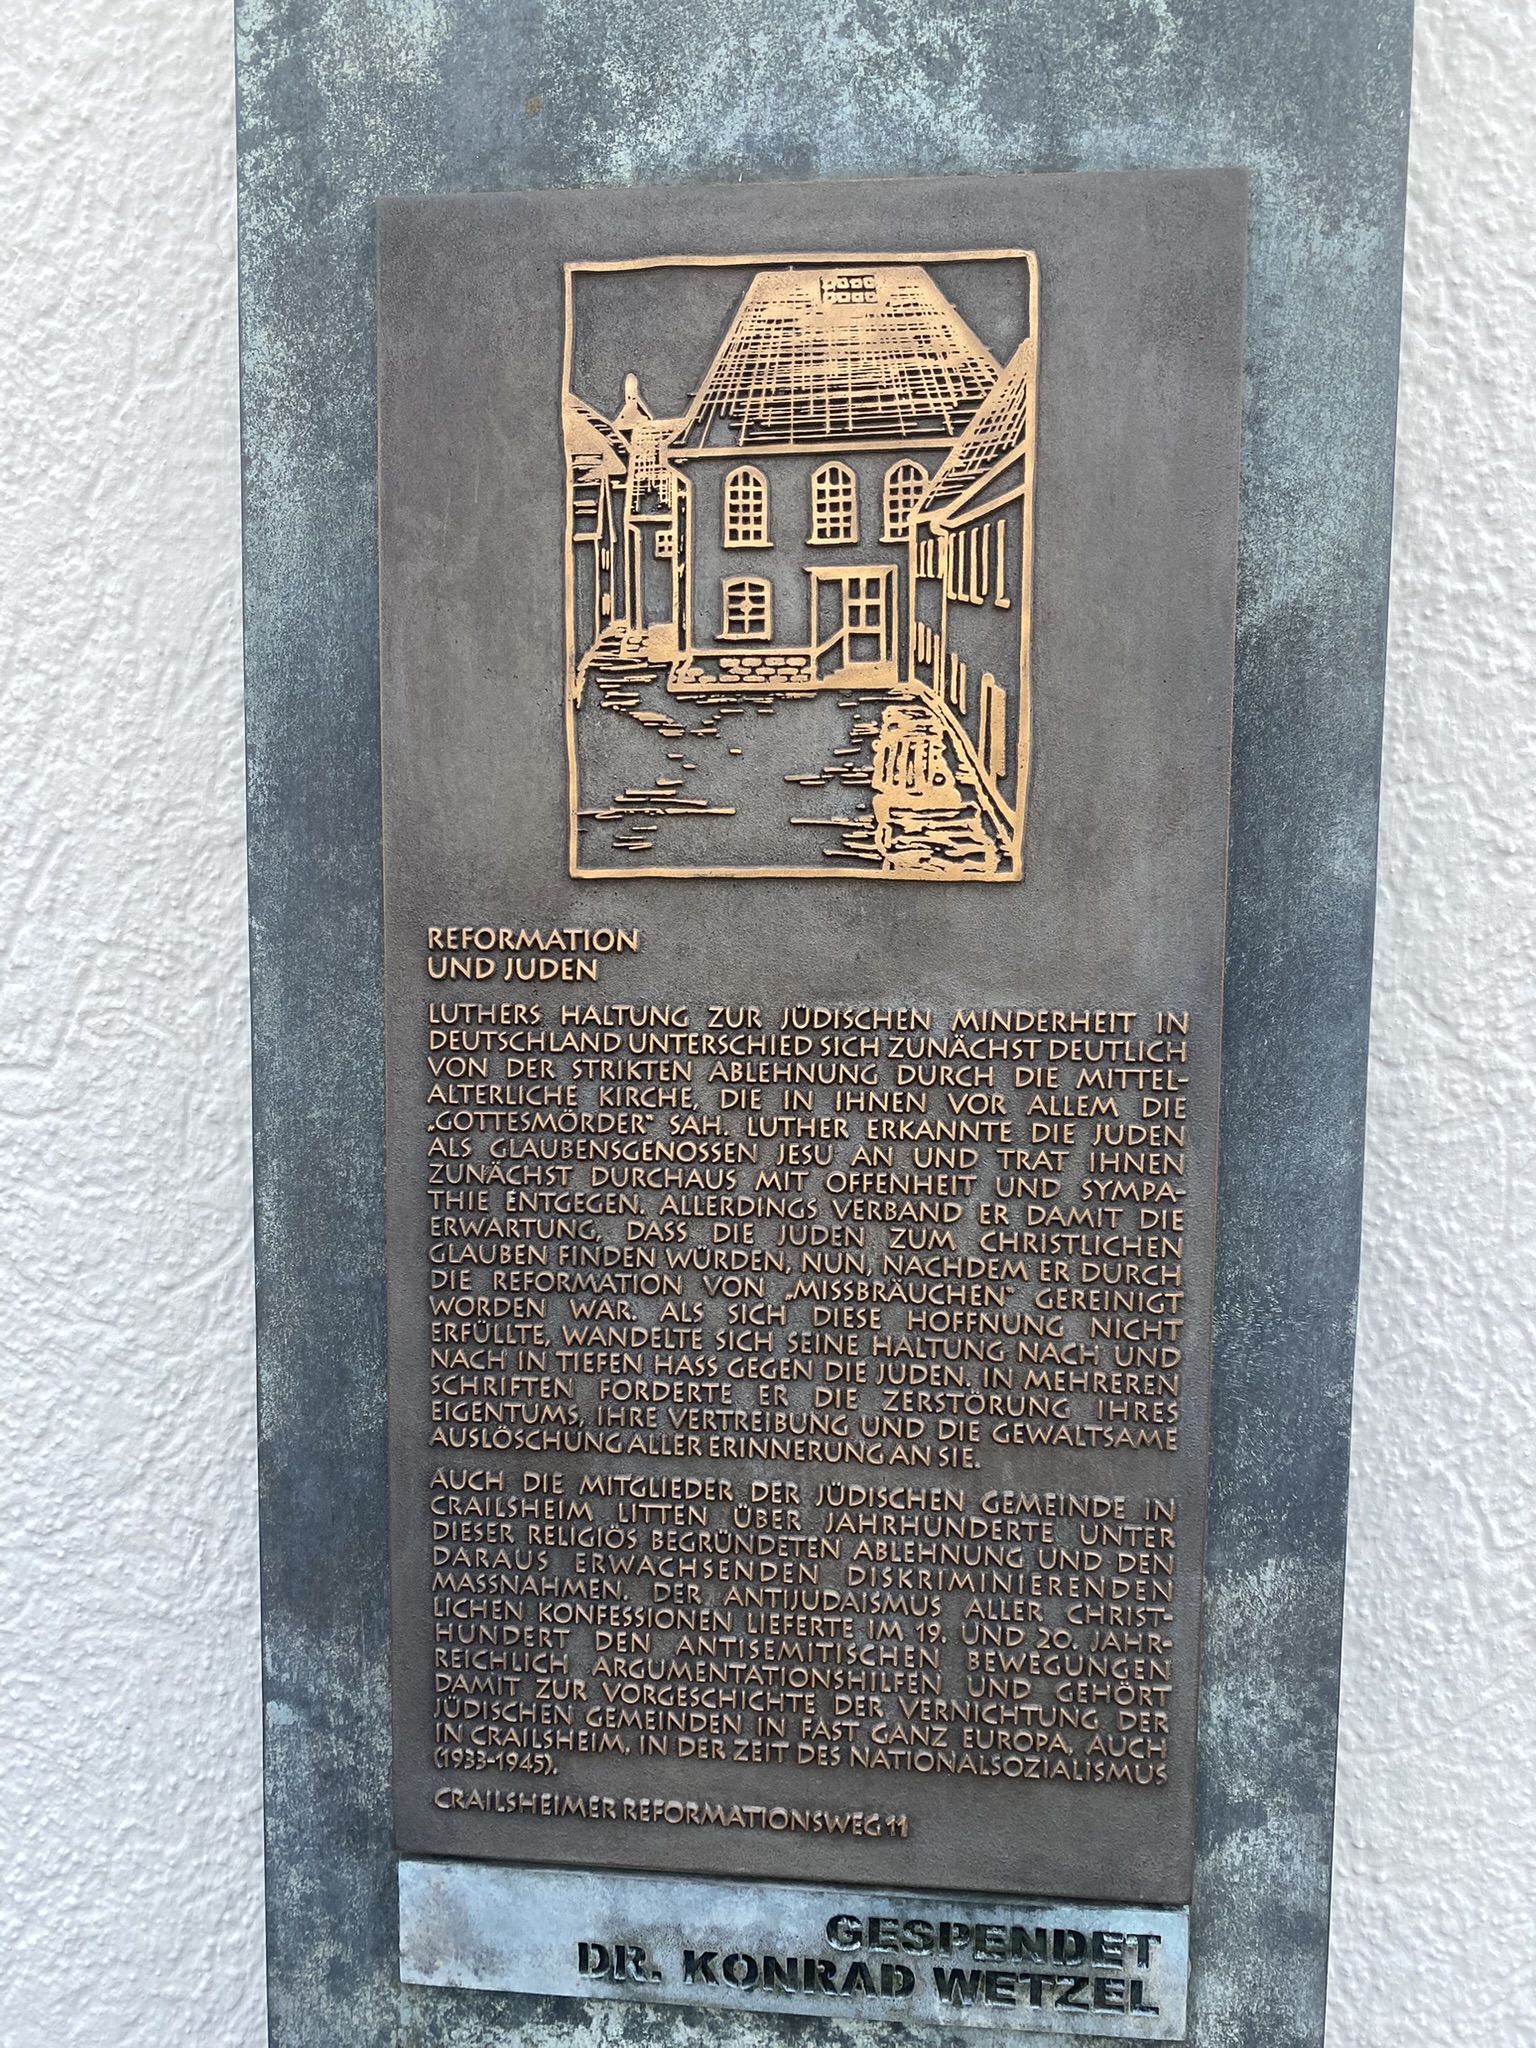 REFORMATION
UND JUDEN
LUTHERS HALTUNG ZUR JÜDISCHEN MINDERHEIT IN
DEUTSCHLAND UNTERSCHIED SICH ZUNÄCHST DEUTLICH
VON DER STRIKTEN ABLEHNUNG DURCH DIE MITTEL-
ALTERLICHE KIRCHE, DIE IN IHNEN VOR ALLEM DIE
„GOTTESMÖRDER“ SAH. LUTHER ERKANNTE DIE JUDEN
ALS GLAUBENSGENOSSEN JESU AN UND TRAT IHNEN
ZUNÄCHST DURCHAUS MIT OFFENHEIT UND SYMPA-
THIE ENTGEGEN. ALLERDINGS VERBAND ER DAMIT DIE
ERWARTUNG, DASS DIE JUDEN ZUM CHRISTLICHEN
GLAUBEN FINDEN WÜRDEN, NUN, NACHDEM ER DURCH
DIE REFORMATION VON „MISSBRÄUCHEN“ GEREINIGT
WORDEN WAR. ALS SICH DIESE HOFFNUNG NICHT
ERFÜLLTE, WANDELTE SICH SEINE HALTUNG NACH UND
NACH IN TIEFEN HASS GEGEN DIE JUDEN. IN MEHREREN
SCHRIFTEN FORDERTE ER DIE ZERSTÖRUNG IHRES
EIGENTUMS, IHRE VERTREIBUNG UND DIE GEWALTSAME
AUSLÖSCHUNG ALLER ERINNERUNG AN SIE.
AUCH DIE MITGLIEDER DER JÜDISCHEN GEMEINDE IN
CRAILSHEIM LITTEN ÜBER JAHRHUNDERTE UNTER
DIESER RELIGIÖS BEGRÜNDETEN ABLEHNUNG UND DEN
DARAUS ERWACHSENDEN DISKRIMINIERENDEN
MASSNAHMEN. DER ANTIJUDAISMUS ALLER CHRIST-
LICHEN KONFESSIONEN LIEFERTE IM 19. UND 20. JAHR-
HUNDERT DEN ANTISEMITISCHEN BEWEGUNGEN
REICHLICH ARGUMENTATIONSHILFEN UND GEHÖRT
DAMIT ZUR VORGESCHICHTE DER VERNICHTUNG DER
JÜDISCHEN GEMEINDEN IN FAST GANZ EUROPA, AUCH
IN CRAILSHEIM, IN DER ZEIT DES NATIONALSOZIALISMUS
(1933-1945).
CRAILSHEIMER REFORMATIONSWEG 11
GESPENDET
DR. KONRAD WETZEL